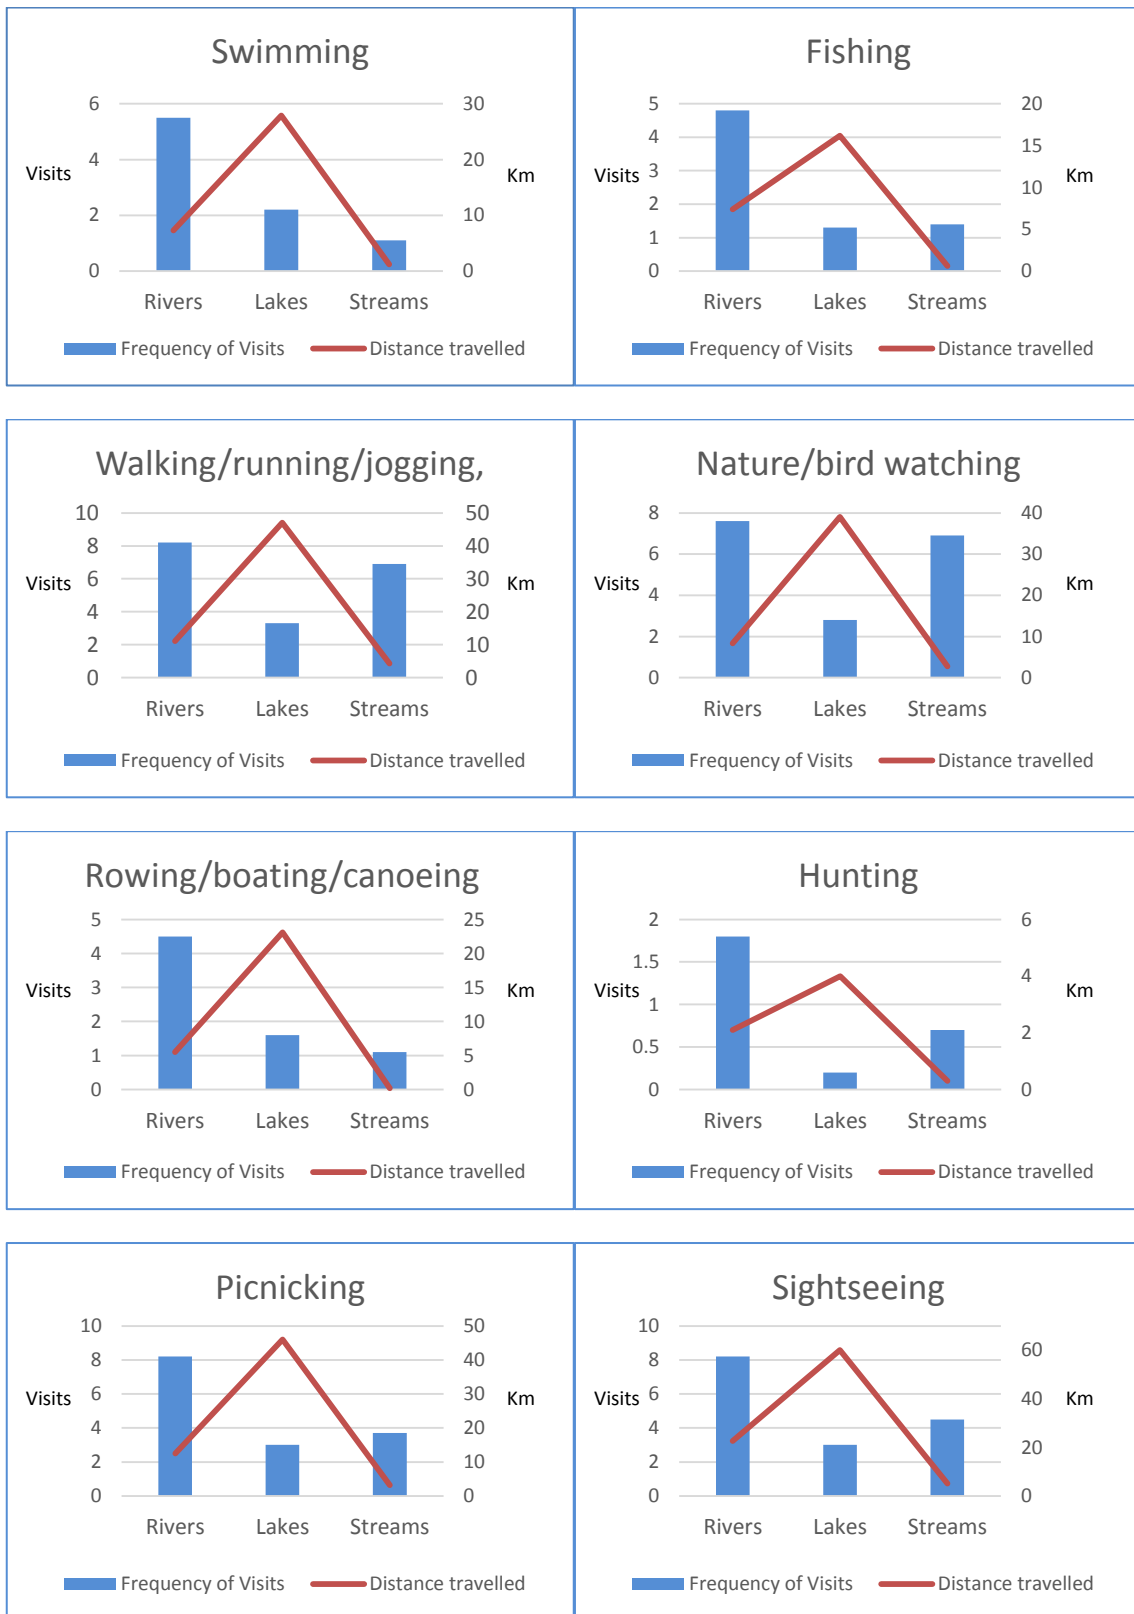 Swimming
6
4
2
0
Visits
30
20
10
0
Km
Rivers Lakes Streams
Frequency of Visits Distance travelled
Fishing
5
4
3
2
1
0
Visits
20
15
10
5
0
Km
Rivers Lakes Streams
Frequency of Visits Distance travelled
Walking/running/jogging,
10
8
6
4
2
0
Visits
50
40
30
20
10
0
Km
Rivers Lakes Streams
Frequency of Visits Distance travelled
Nature/bird watching
8
6
4
2
0
Visits
40
30
20
10
0
Km
Rivers Lakes Streams
Frequency of Visits Distance travelled
Rowing/boating/canoeing
5
4
3
2
1
0
Visits
25
20
15
10
5
0
Km
Rivers Lakes Streams
Frequency of Visits Distance travelled
Hunting
2
1.5
1
0.5
0
Visits
6
4
2
0
Km
Rivers Lakes Streams
Frequency of Visits Distance travelled
Picnicking
10
8
6
4
2
0
Visits
50
40
30
20
10
0
Km
Rivers Lakes Streams
Frequency of Visits Distance travelled
Sightseeing
10
8
6
4
2
0
Visits
60
40
20
0
Km
Rivers Lakes Streams
Frequency of Visits Distance travelled